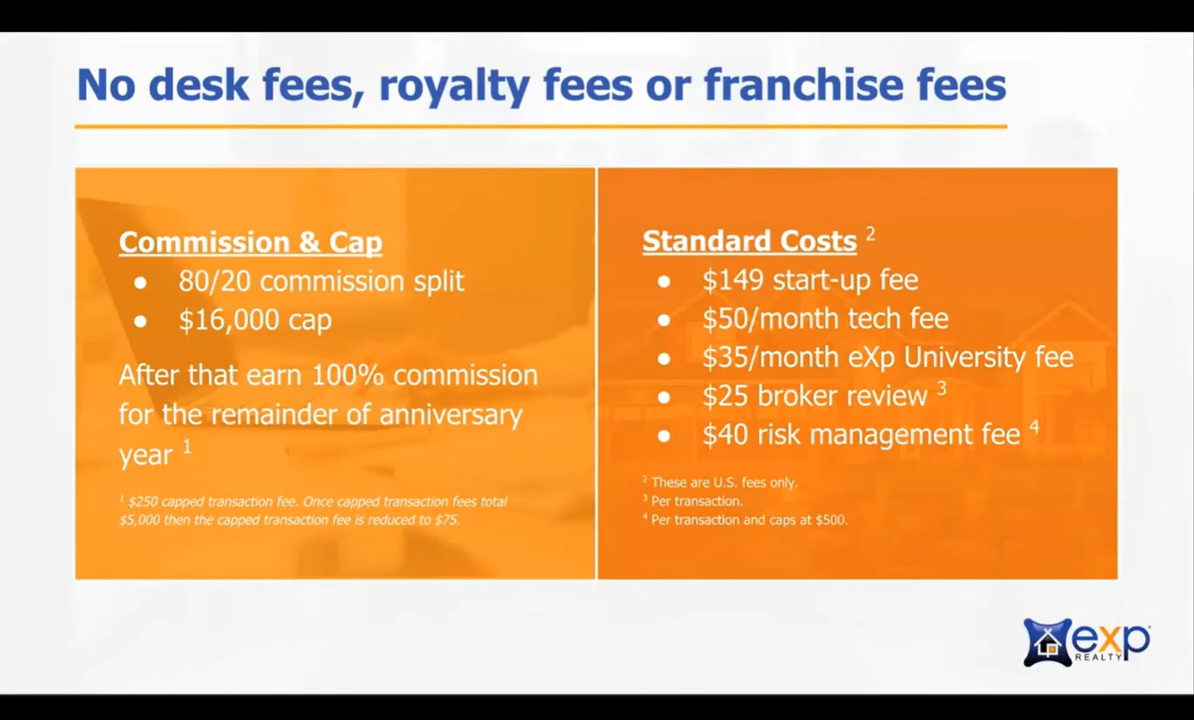 No desk fees, royalty fees or franchise fees
Commission & Cap
● 80/20 commission split
● $16,000 cap
After that earn 100% commission
for the remainder of anniversary
year 1
1 $250 capped transaction fee. Once capped transaction fees total
$5,000 then the capped transaction fee is reduced to $75.
Standard Costs 2
● $149 start-up fee
● $50/month tech fee
● $35/month eXp University fee
● $25 broker review 3
● $40 risk management fee 4
2 These are U.S. fees only.
3 Per transaction.
4 Per transaction and caps at $500.
eXp
REALTY